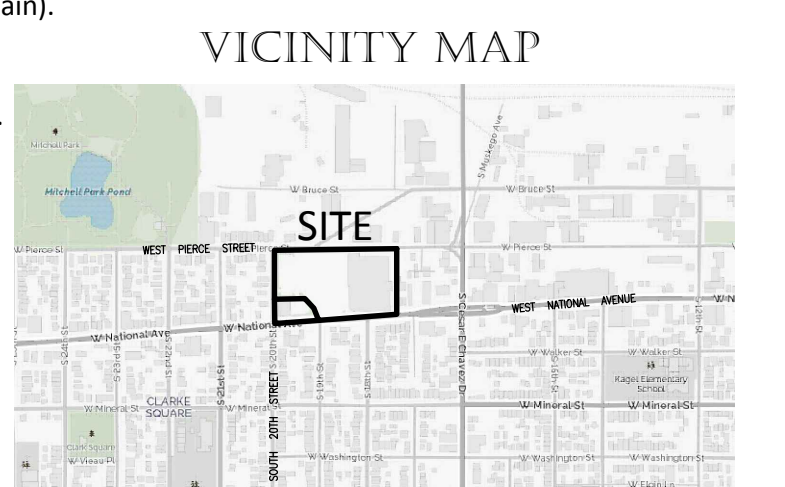 ain).
VICINITY MAP
Mitchell Park
Mitchell Park Pond
S Muskego Ave
W Bruce St
W Bruce St
SITE
W Pierce St
WEST PIERCE STREET
Pierce St
W Pierce St
S Cesar E Chavez Dr
WEST NATIONAL AVENUE
W N
S 12th St
W National Ave
W National Ave
S 24th St
S 23rd St
S 22nd St
S 21st St
S 20th St
S 19th St
S 18th St
W Walker St
W Walker St
Kagel Elementary
School
CLARKE
SQUARE
W Mineral St
W Mineral St
W Mineral St
W Mineral St
SOUTH 20TH STREET
Clark Square
W Vieau Pl
W Washington St
W Washington St
W Washington St
W Elgin Ln